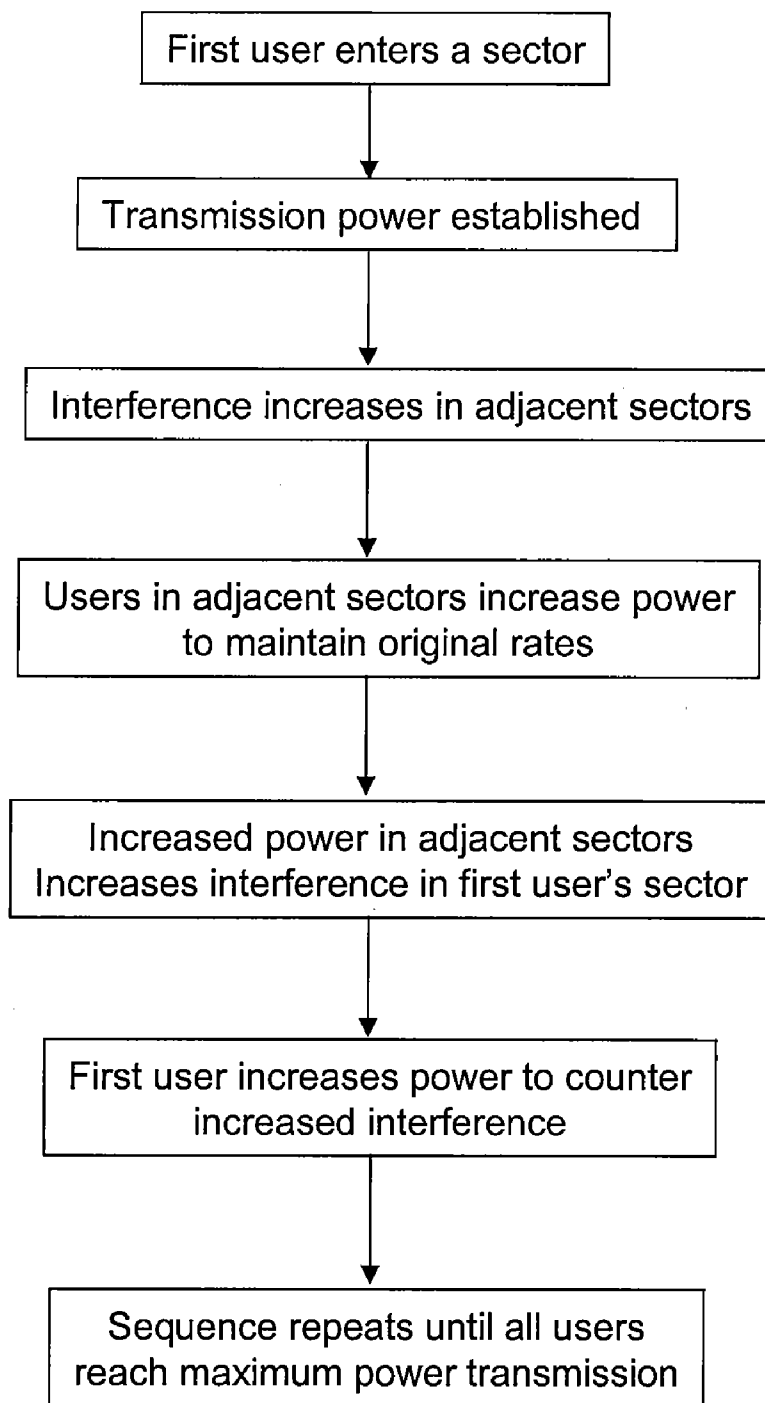 First user enters a sector
Transmission power established
Interference increases in adjacent sectors
Users in adjacent sectors increase power
to maintain original rates
Increased power in adjacent sectors
Increases interference in first user's sector
First user increases power to counter
increased interference
Sequence repeats until all users
reach maximum power transmission